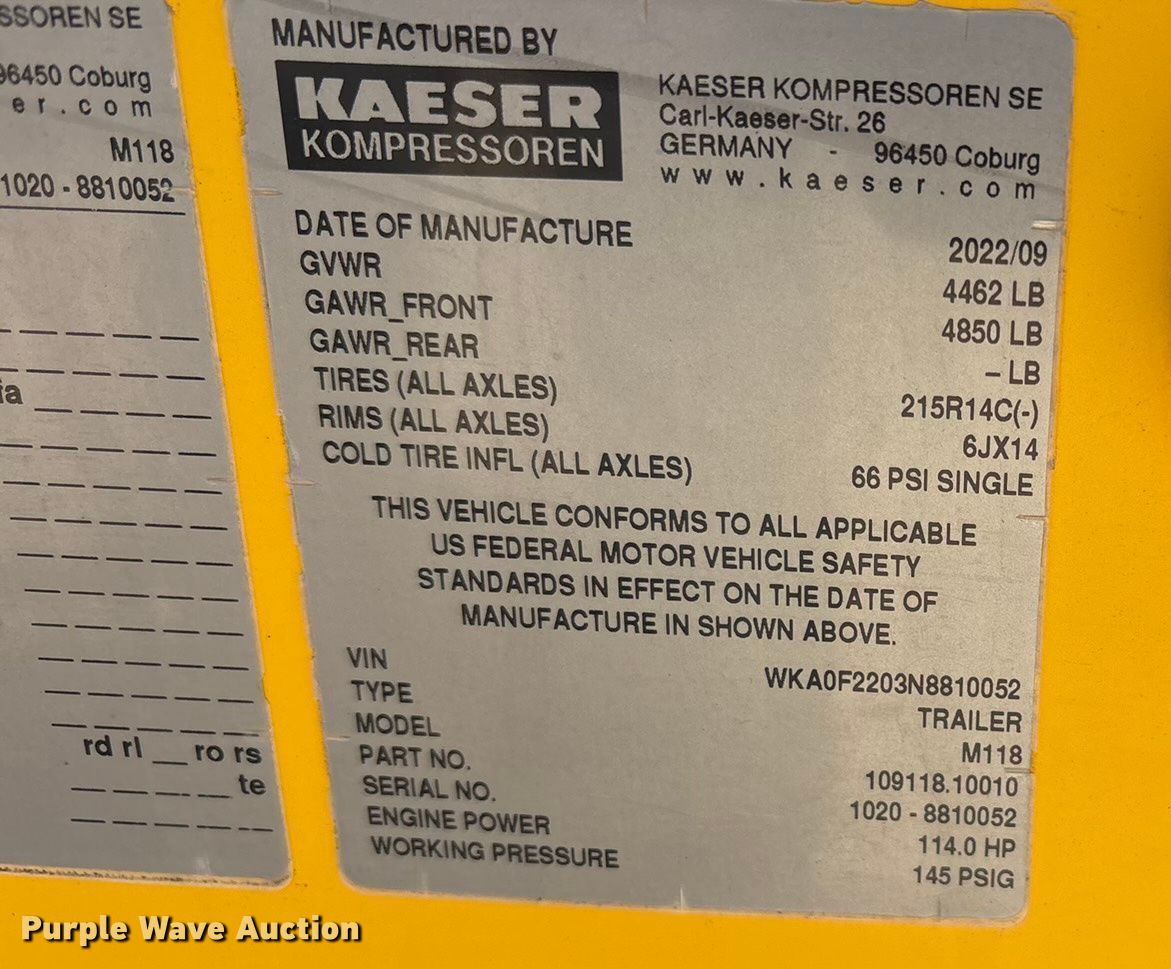 SSOREN SE
96450 Coburg
er.com
M118
1020 - 8810052
ia
rd rl __ ro rs
te
MANUFACTURED BY
KAESER
KOMPRESSOREN
KAESER KOMPRESSOREN SE
Carl-Kaeser-Str. 26
GERMANY - 96450 Coburg
www.kaeser.com
DATE OF MANUFACTURE 2022/09
GVWR 4462 LB
GAWR_FRONT 4850 LB
GAWR_REAR – LB
TIRES (ALL AXLES) 215R14C(-)
RIMS (ALL AXLES) 6JX14
COLD TIRE INFL (ALL AXLES) 66 PSI SINGLE
THIS VEHICLE CONFORMS TO ALL APPLICABLE
US FEDERAL MOTOR VEHICLE SAFETY
STANDARDS IN EFFECT ON THE DATE OF
MANUFACTURE IN SHOWN ABOVE.
VIN WKA0F2203N8810052
TYPE TRAILER
MODEL M118
PART NO. 109118.10010
SERIAL NO. 1020 - 8810052
ENGINE POWER 114.0 HP
WORKING PRESSURE 145 PSIG
Purple Wave Auction